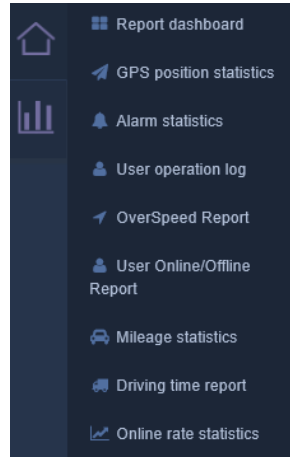 Report dashboard
GPS position statistics
Alarm statistics
User operation log
OverSpeed Report
User Online/Offline
Report
Mileage statistics
Driving time report
Online rate statistics